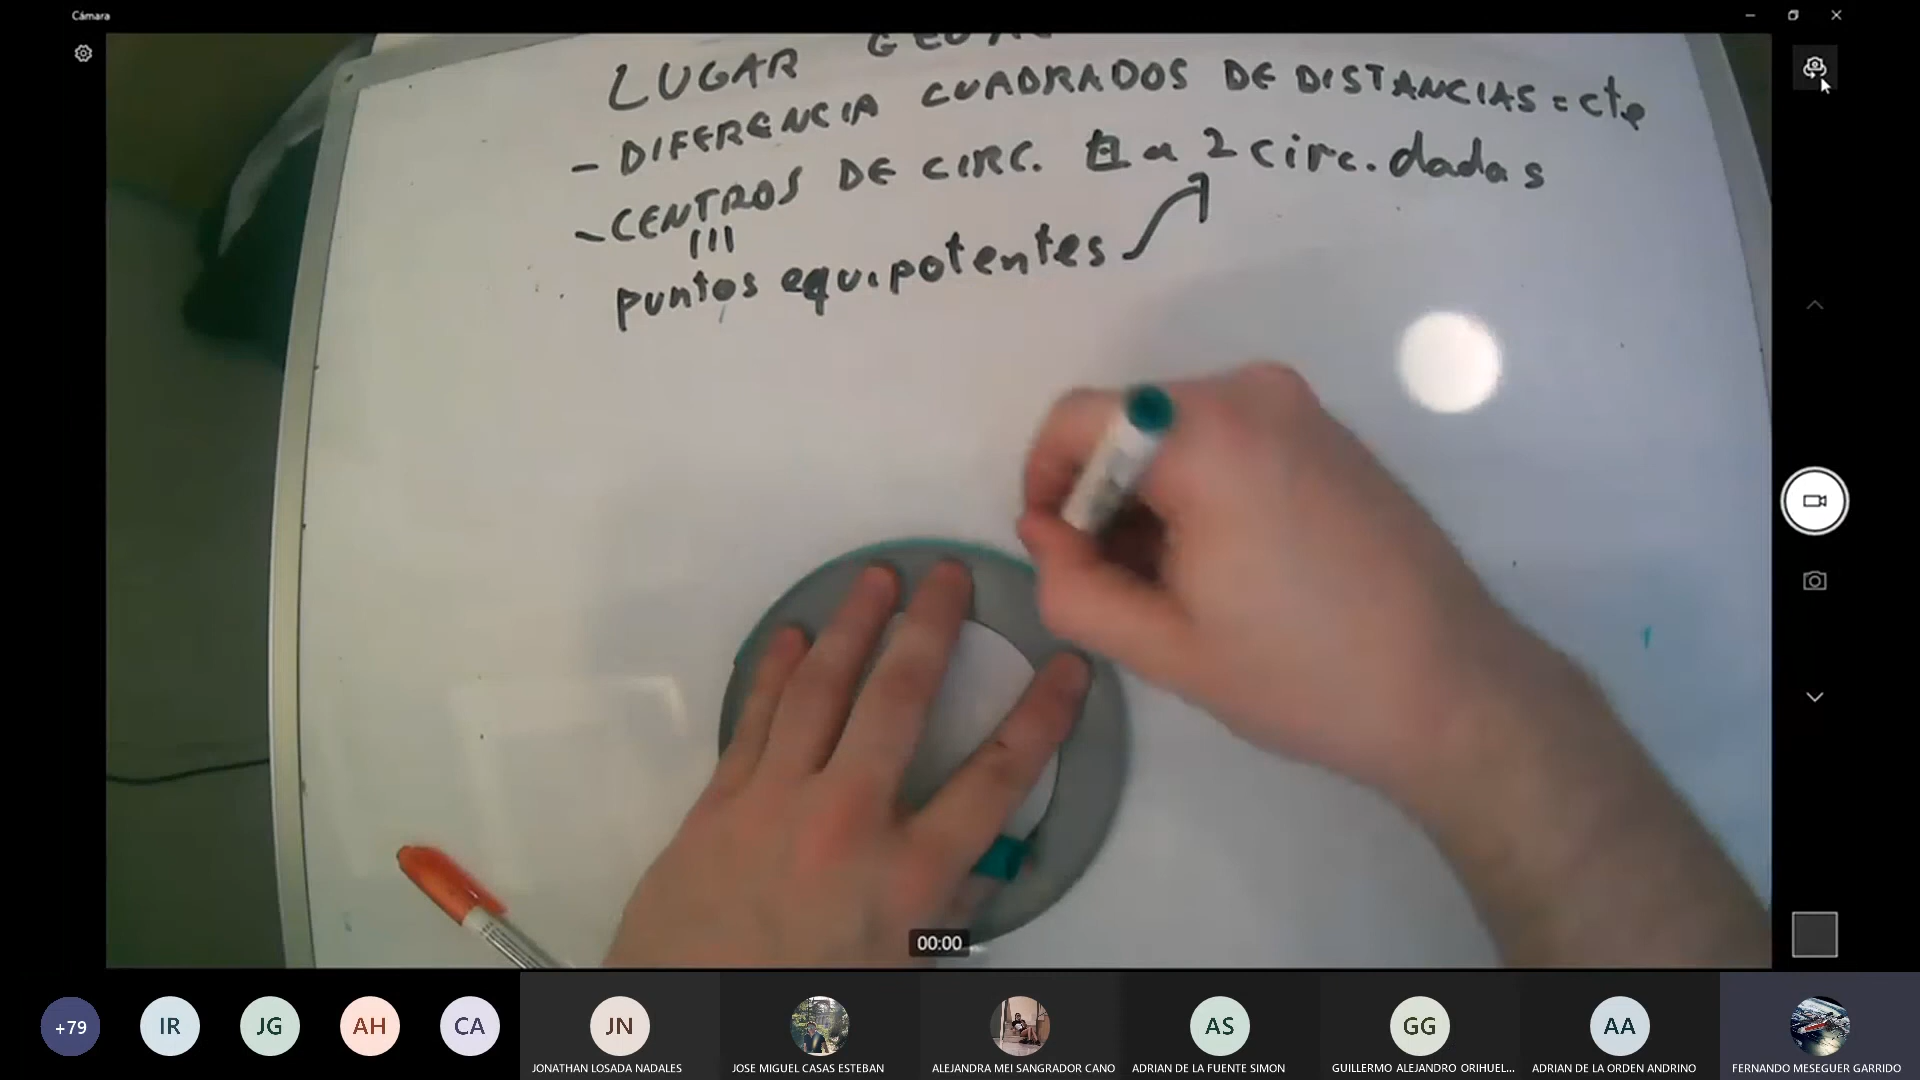 Cámara
LUGAR
- DIFERENCIA CUADRADOS DE DISTANCIAS = cte
- CENTROS DE CIRC. a 2 circ. dadas
puntos equipotentes
00:00
+79
IR
JG
AH
CA
JN
AS
GG
AA
JONATHAN LOSADA NADALES
JOSE MIGUEL CASAS ESTEBAN
ALEJANDRA MEI SANGRADOR CANO
ADRIAN DE LA FUENTE SIMON
GUILLERMO ALEJANDRO ORIHUEL...
ADRIAN DE LA ORDEN ANDRINO
FERNANDO MESEGUER GARRIDO